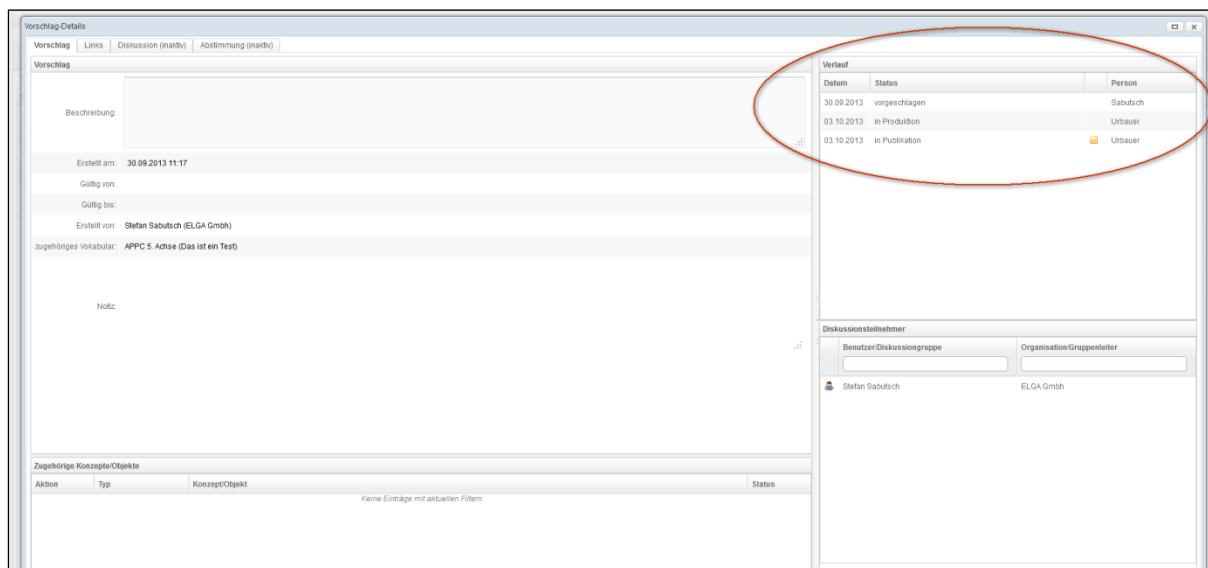 Vorschlag-Details
Vorschlag Links Diskussion (inaktiv) Abstimmung (inaktiv)
Vorschlag
Beschreibung:
Erstellt am: 30.09.2013 11:17
Gültig von:
Gültig bis:
Erstellt von: Stefan Sabutsch (ELGA Gmbh)
zugehöriges Vokabular: APPC 5. Achse (Das ist ein Test)
Notiz:
Verlauf
Datum Status Person
30.09.2013 vorgeschlagen Sabutsch
03.10.2013 in Produktion Urbauer
03.10.2013 in Publikation Urbauer
Diskussionsteilnehmer
Benutzer/Diskussiongruppe Organisation/Gruppenleiter
Stefan Sabutsch ELGA Gmbh
Zugehörige Konzepte/Objekte
Aktion Typ Konzept/Objekt Status
Keine Einträge mit aktuellen Filtern